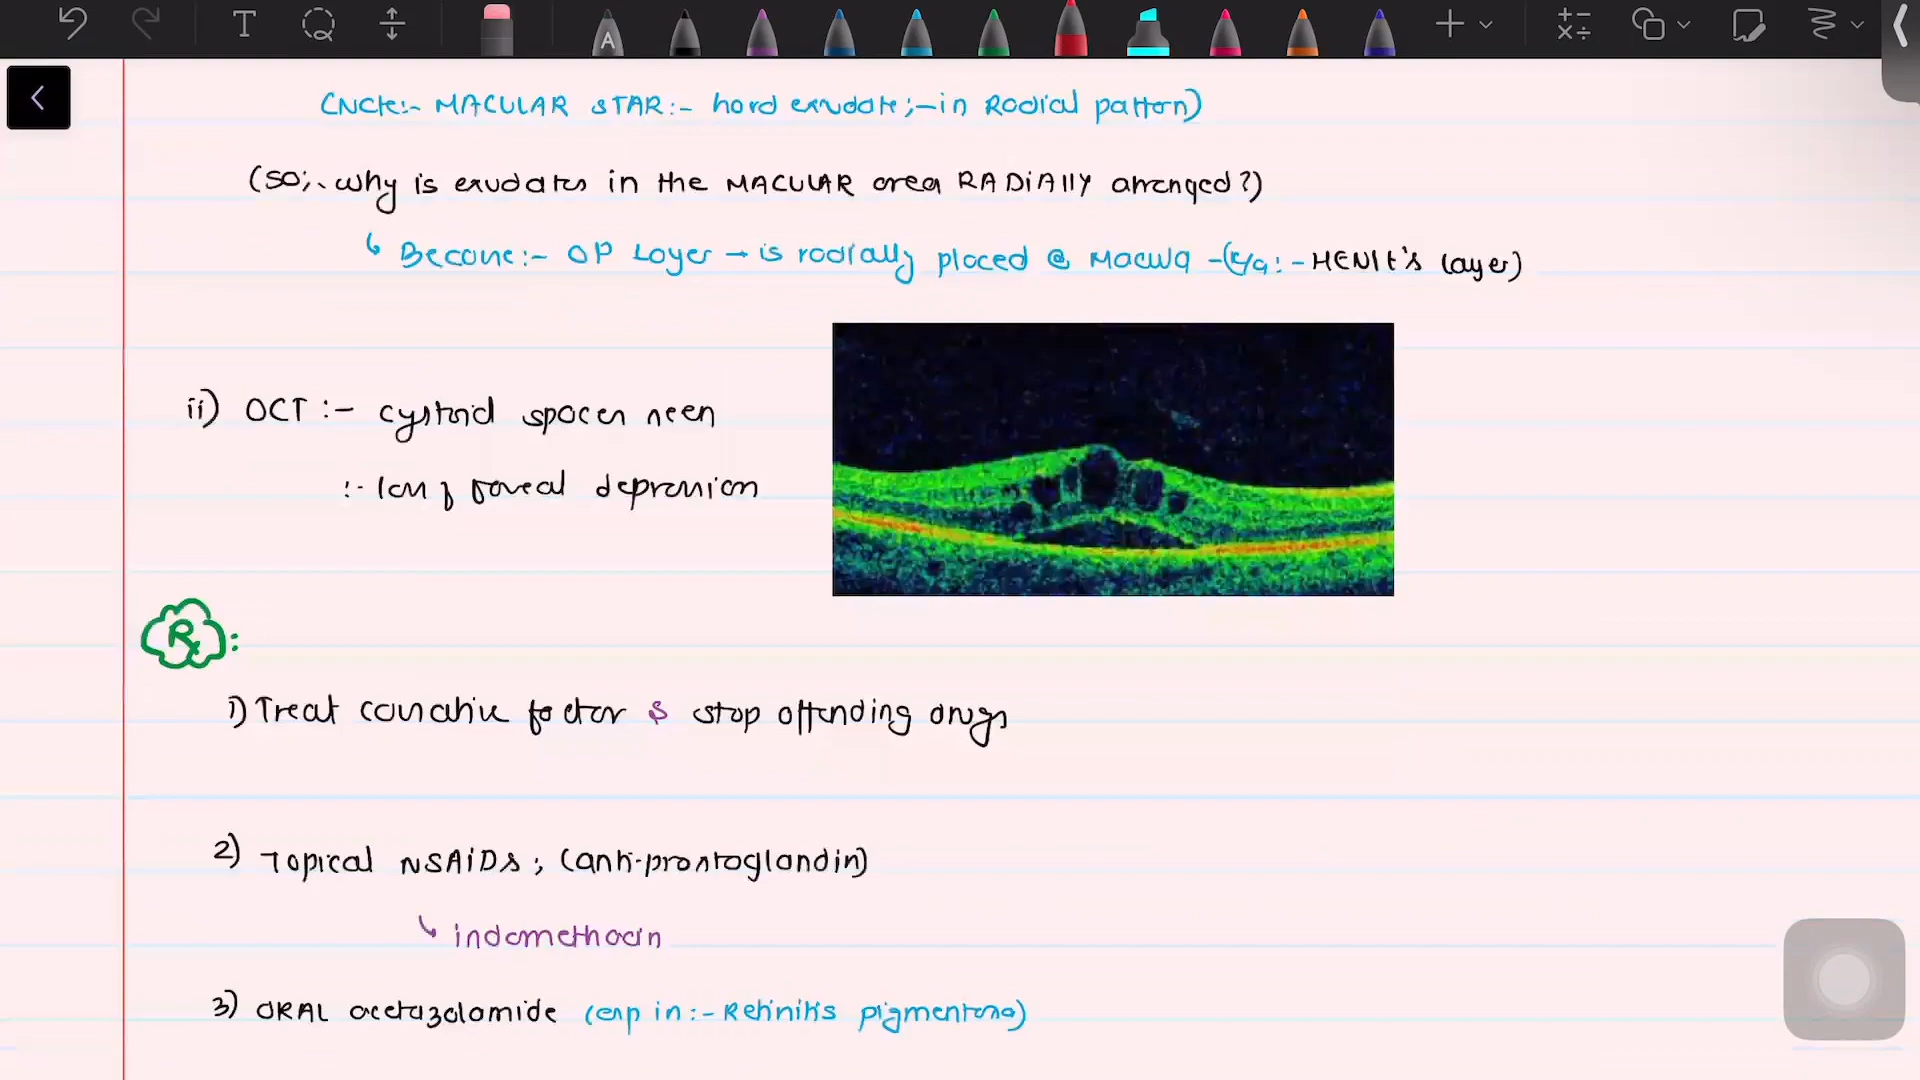 (Note:- MACULAR STAR:- hard exudate;- in Radial pattern)
(so;- why is exudates in the MACULAR area RADIAllY arranged?)
Because:- OP Layer → is radially placed @ Macula - (k/a:- HENlE's layer)
ii) OCT :- cystoid spaces seen
:- loss of foveal depression
Rx :
1) Treat causative factor & stop offending drugs
2) Topical NSAIDs; (anti-prostaglandin)
indomethacin
3) ORAL acetazolamide (esp in:- Retinitis pigmentosa)